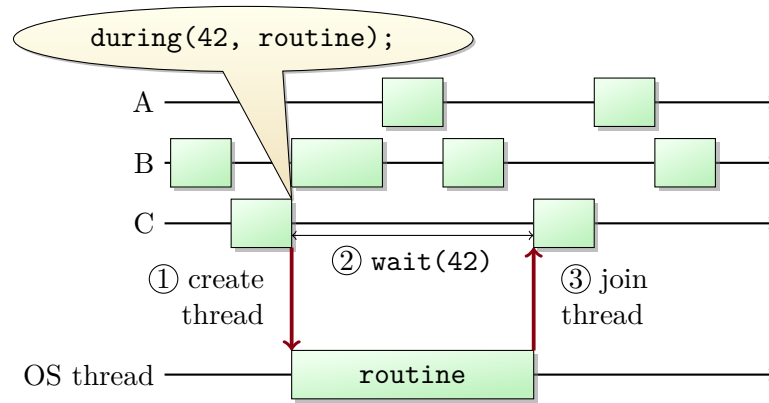 during(42, routine);
A
B
C
① create
thread
② wait(42)
③ join
thread
OS thread
routine